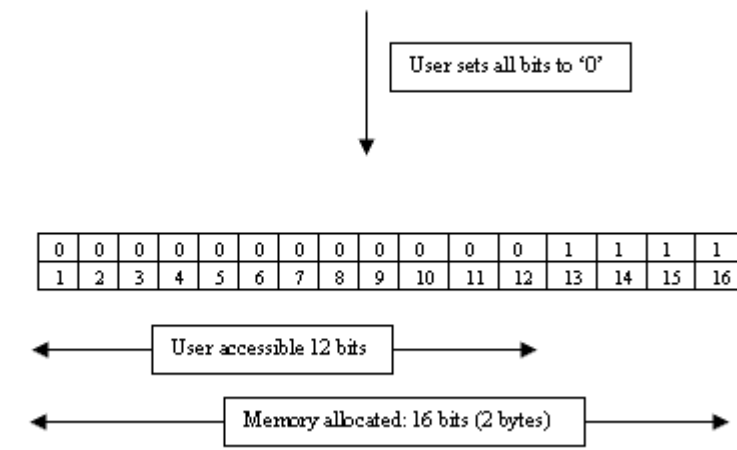 User sets all bits to ‘0’
0 0 0 0 0 0 0 0 0 0 0 0 1 1 1 1
1 2 3 4 5 6 7 8 9 10 11 12 13 14 15 16
User accessible 12 bits
Memory allocated: 16 bits (2 bytes)